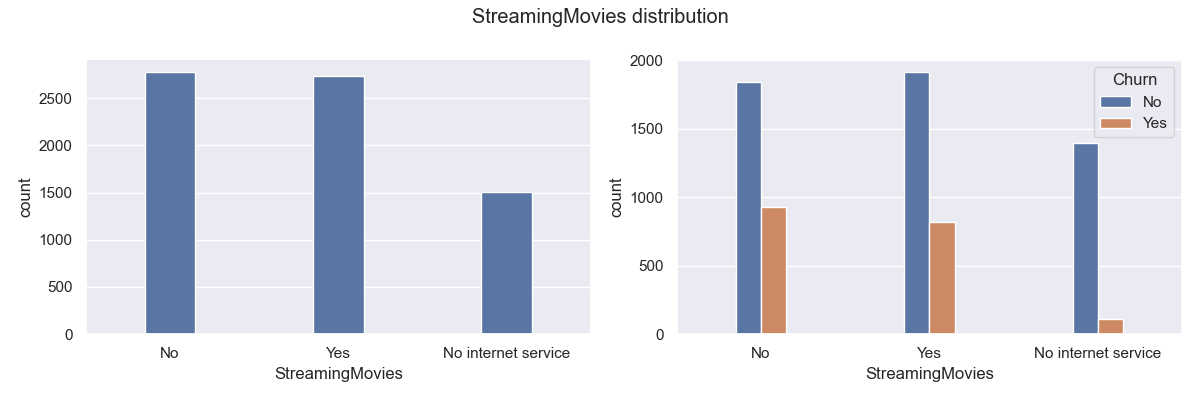 StreamingMovies distribution
2500
2000
1500
1000
500
0
count
No Yes No internet service
StreamingMovies
2000
1500
1000
500
0
count
Churn
No
Yes
No Yes No internet service
StreamingMovies